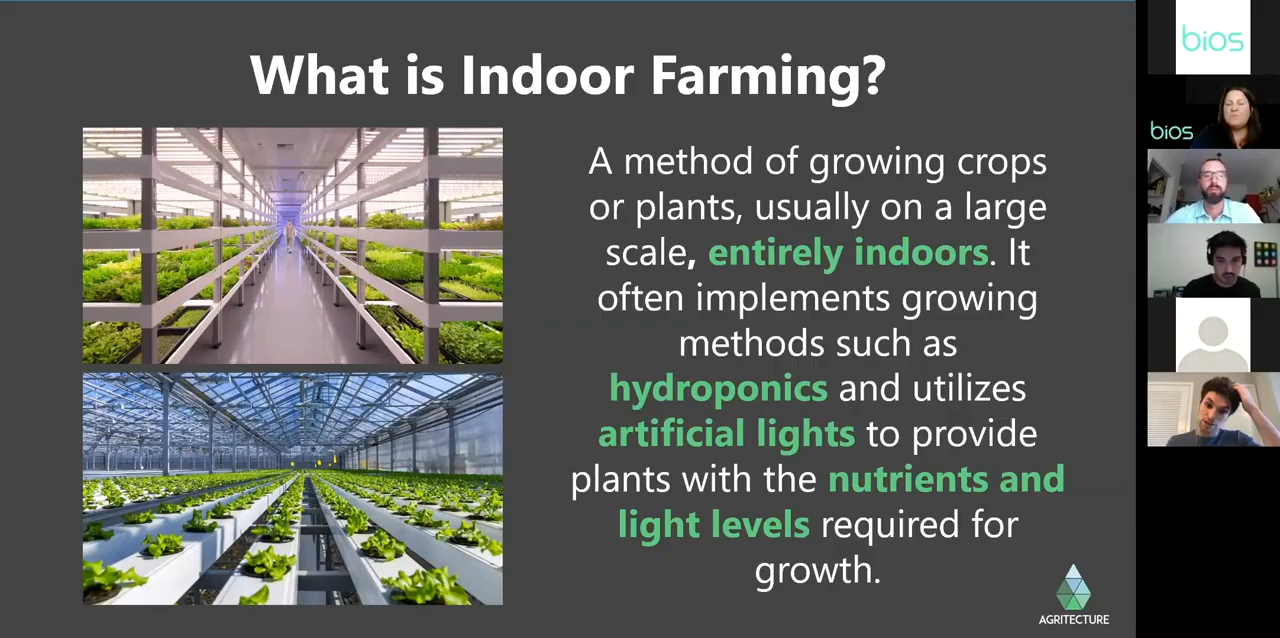 What is Indoor Farming?
A method of growing crops
or plants, usually on a large
scale, entirely indoors. It
often implements growing
methods such as
hydroponics and utilizes
artificial lights to provide
plants with the nutrients and
light levels required for
growth.
AGRITECTURE
bios
bios